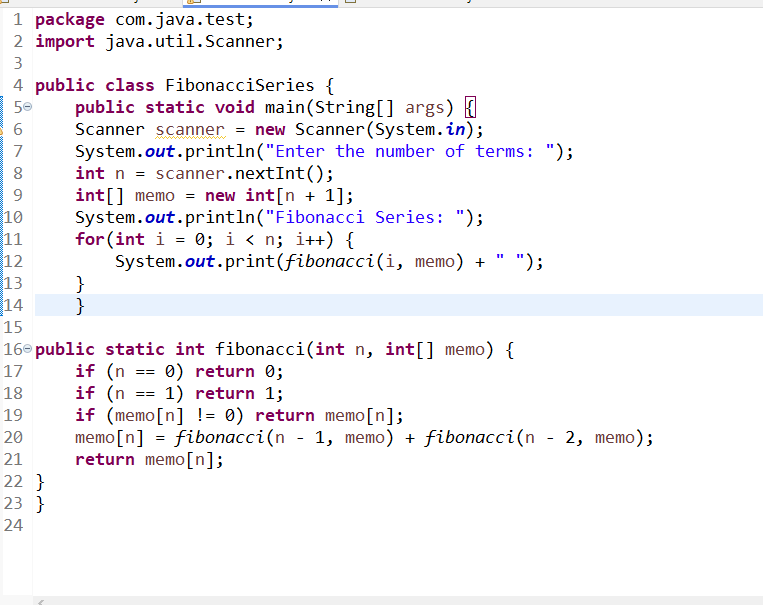 1 package com.java.test;
2 import java.util.Scanner;
3
4 public class FibonacciSeries {
5     public static void main(String[] args) {
6     Scanner scanner = new Scanner(System.in);
7     System.out.println("Enter the number of terms: ");
8     int n = scanner.nextInt();
9     int[] memo = new int[n + 1];
10     System.out.println("Fibonacci Series: ");
11     for(int i = 0; i < n; i++) {
12         System.out.print(fibonacci(i, memo) + " ");
13     }
14     }
15
16 public static int fibonacci(int n, int[] memo) {
17     if (n == 0) return 0;
18     if (n == 1) return 1;
19     if (memo[n] != 0) return memo[n];
20     memo[n] = fibonacci(n - 1, memo) + fibonacci(n - 2, memo);
21     return memo[n];
22 }
23 }
24